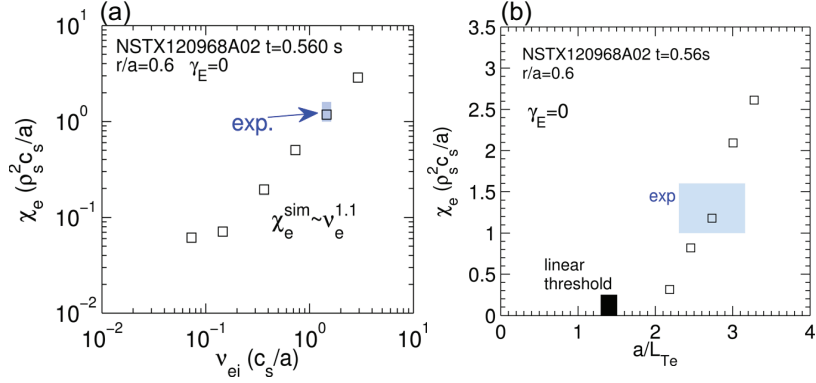 (a)
NSTX120968A02 t=0.560 s
r/a=0.6 γE=0
exp.
χe^sim~νe^1.1
χe (ρs²cs/a)
10¹
10⁰
10⁻¹
10⁻²
10⁻² 10⁻¹ 10⁰ 10¹
νei (cs/a)
(b)
NSTX120968A02 t=0.56s
r/a=0.6
γE=0
exp
linear
threshold
χe (ρs²cs/a)
3.5
3
2.5
2
1.5
1
0.5
0
0 1 2 3 4
a/LTe